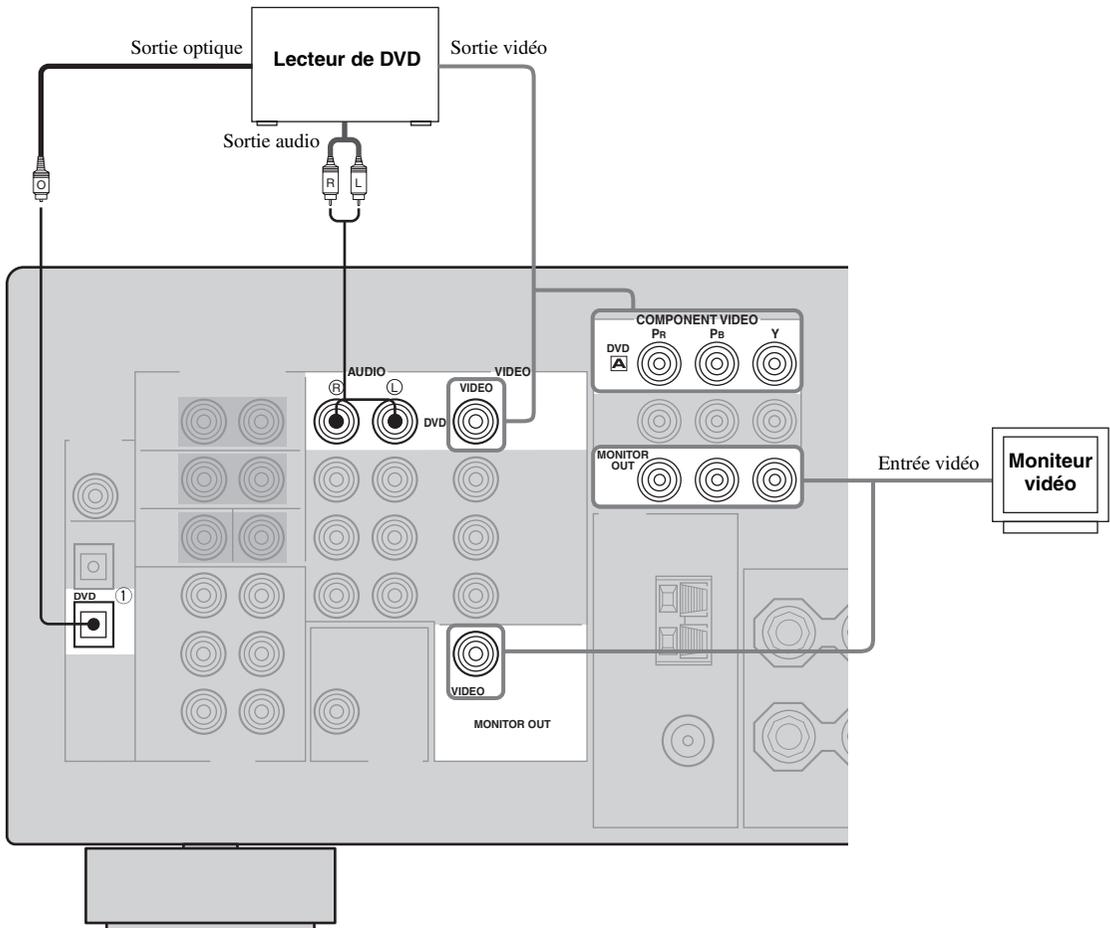 Sortie optique
Lecteur de DVD
Sortie vidéo
Sortie audio
O
R L
COMPONENT VIDEO
PR PB Y
DVD
A
AUDIO
VIDEO
R L
VIDEO
DVD
MONITOR
OUT
Entrée vidéo
Moniteur
vidéo
DVD 1
VIDEO
MONITOR OUT